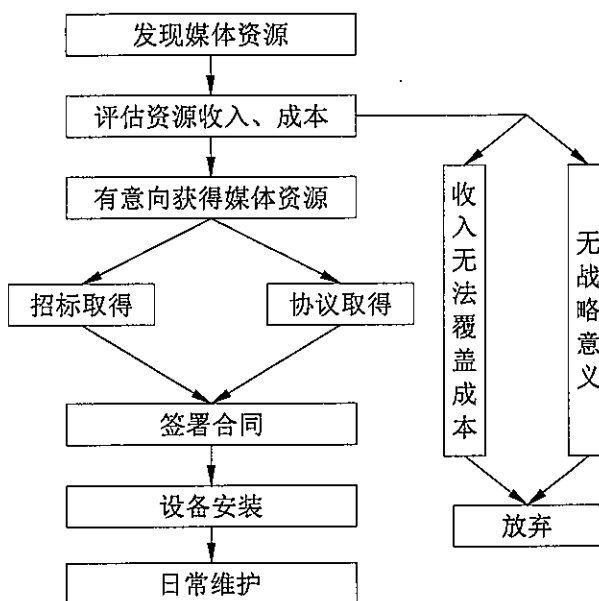 发现媒体资源
评估资源收入、成本
有意向获得媒体资源
招标取得
协议取得
签署合同
设备安装
日常维护
收入无法覆盖成本
无战略意义
放弃